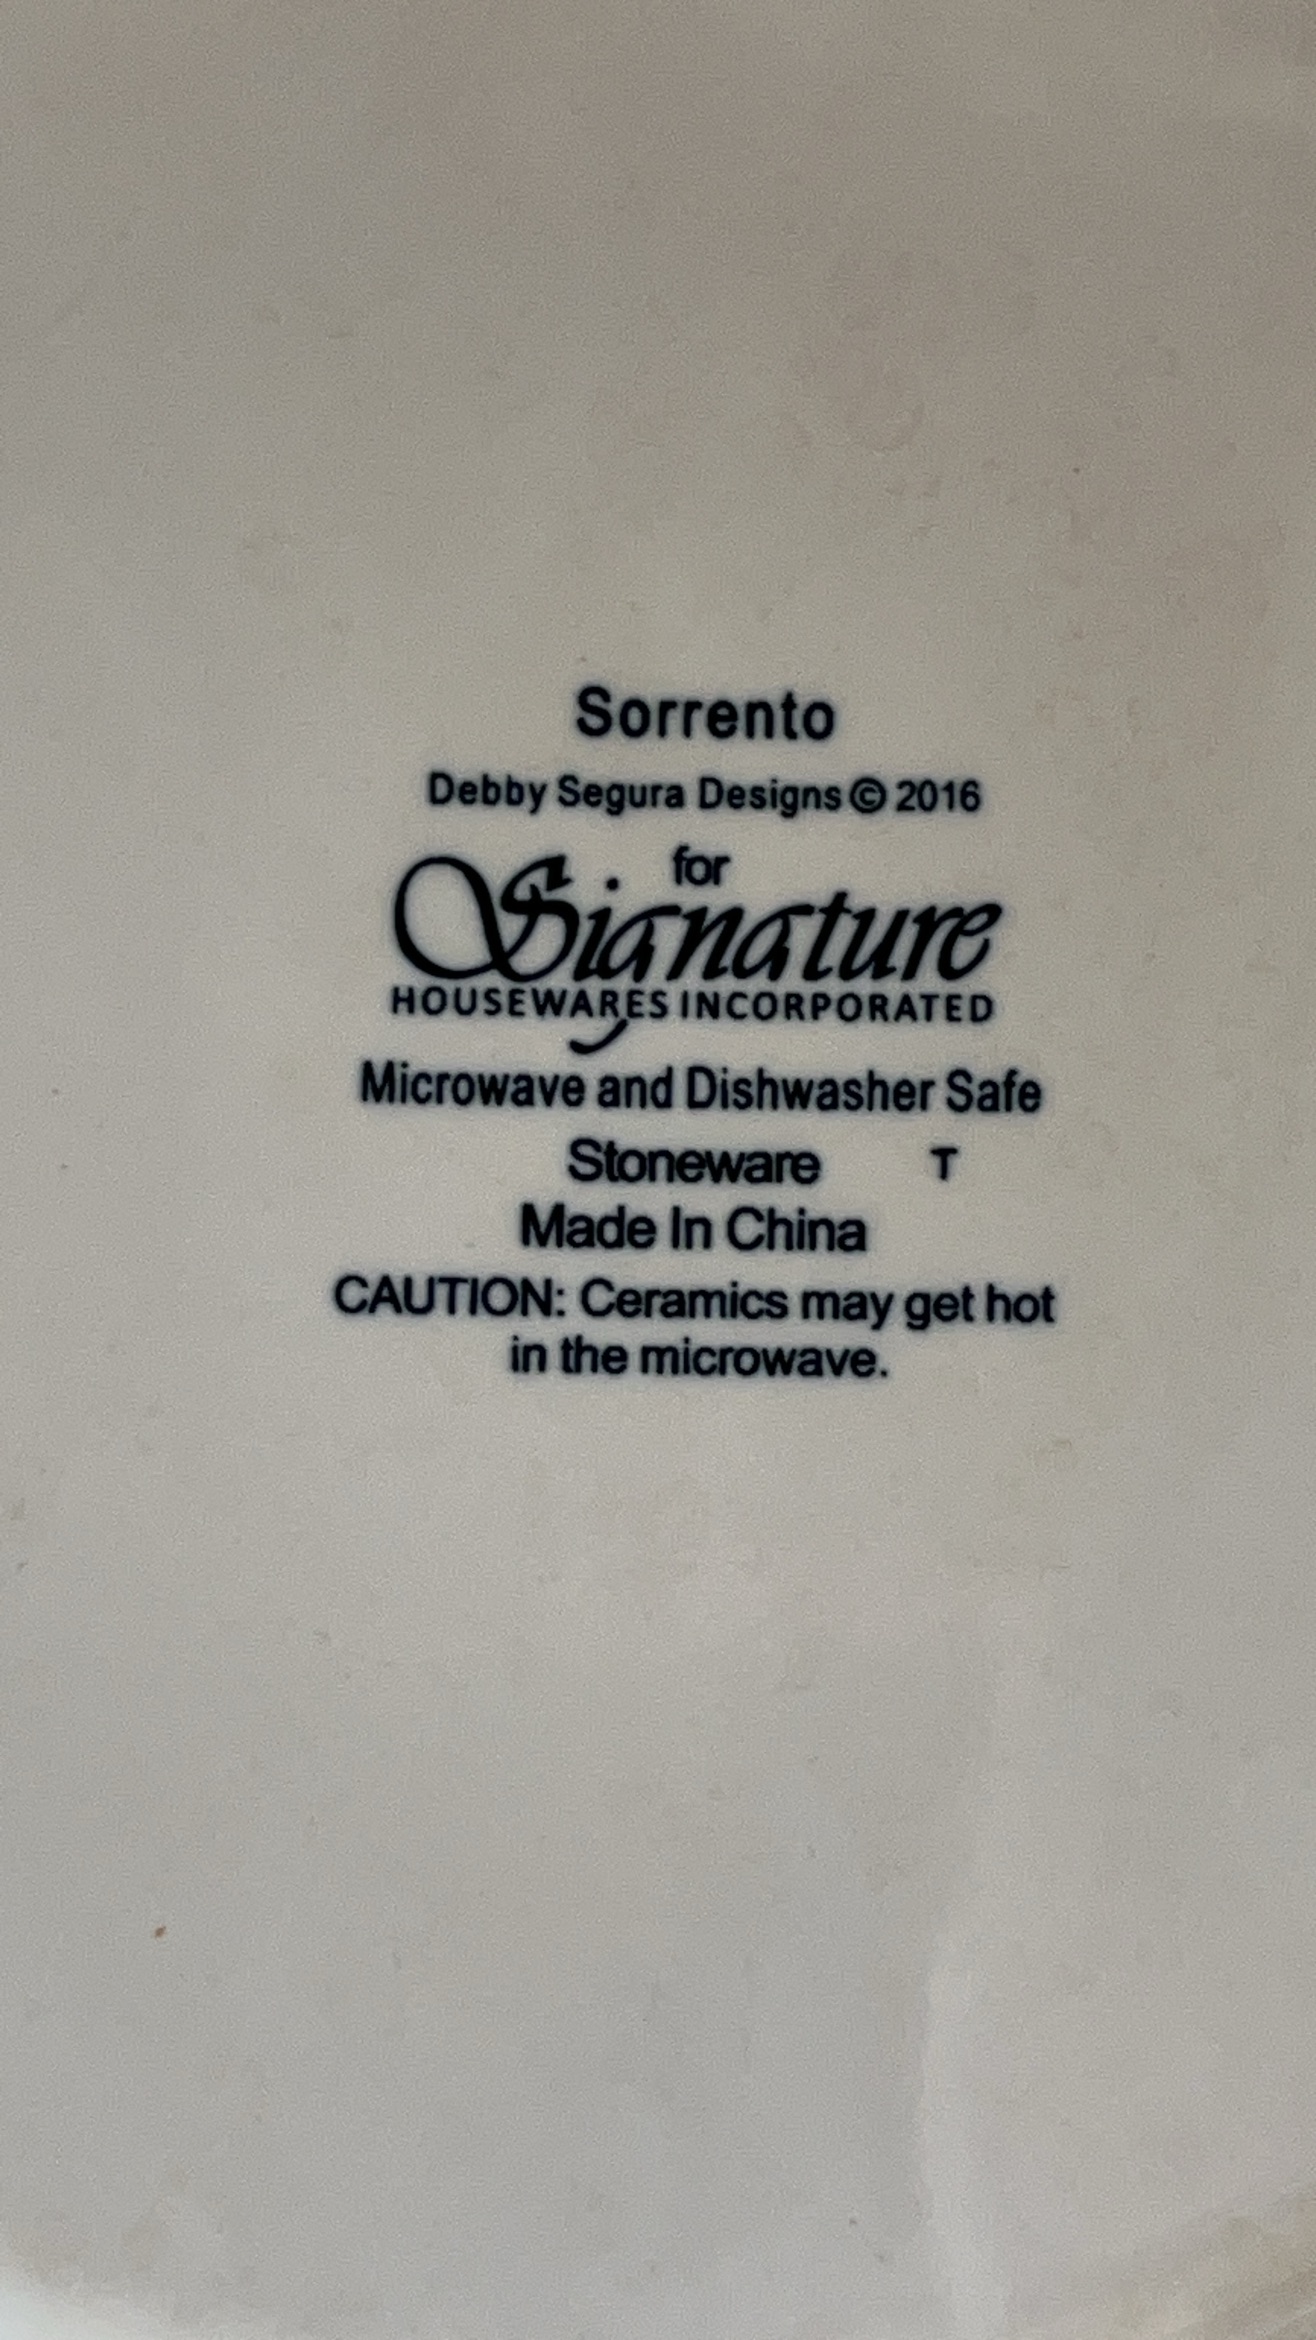 Sorrento
Debby Segura Designs © 2016
for
Signature
HOUSEWARES INCORPORATED
Microwave and Dishwasher Safe
Stoneware T
Made In China
CAUTION: Ceramics may get hot
in the microwave.